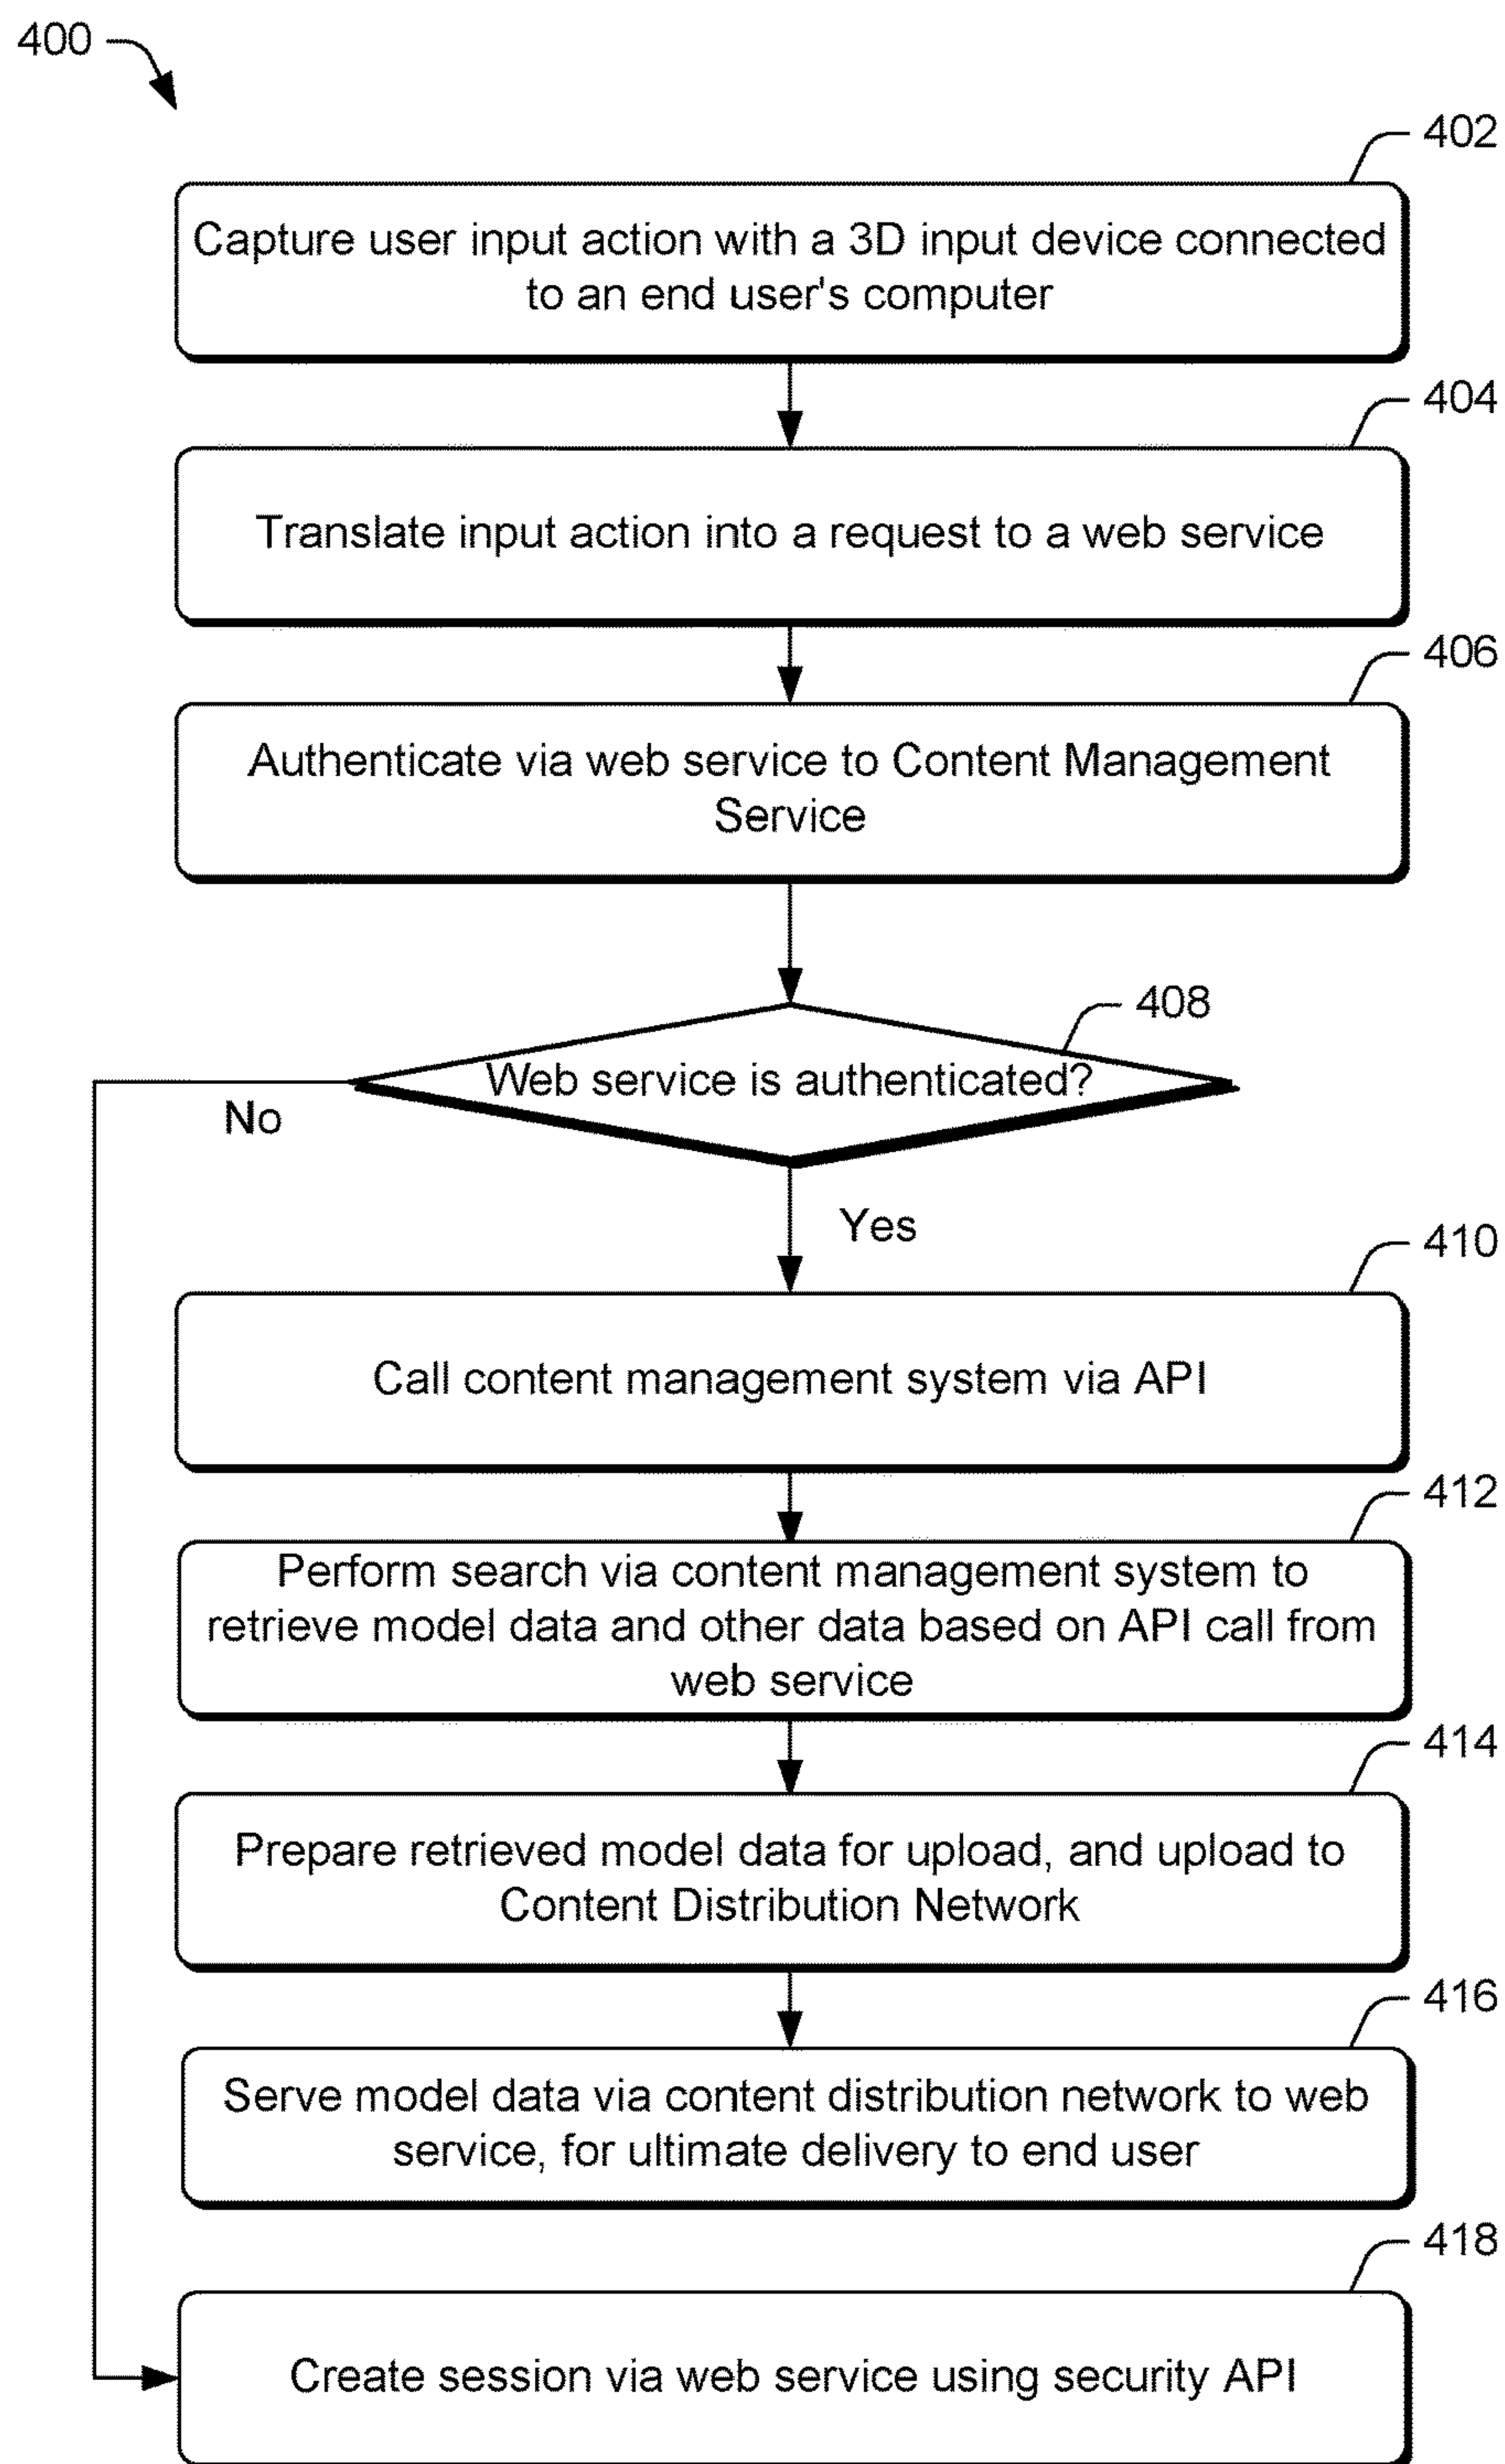 400
402
Capture user input action with a 3D input device connected
to an end user's computer
404
Translate input action into a request to a web service
406
Authenticate via web service to Content Management
Service
408
Web service is authenticated?
No
Yes
410
Call content management system via API
412
Perform search via content management system to
retrieve model data and other data based on API call from
web service
414
Prepare retrieved model data for upload, and upload to
Content Distribution Network
416
Serve model data via content distribution network to web
service, for ultimate delivery to end user
418
Create session via web service using security API